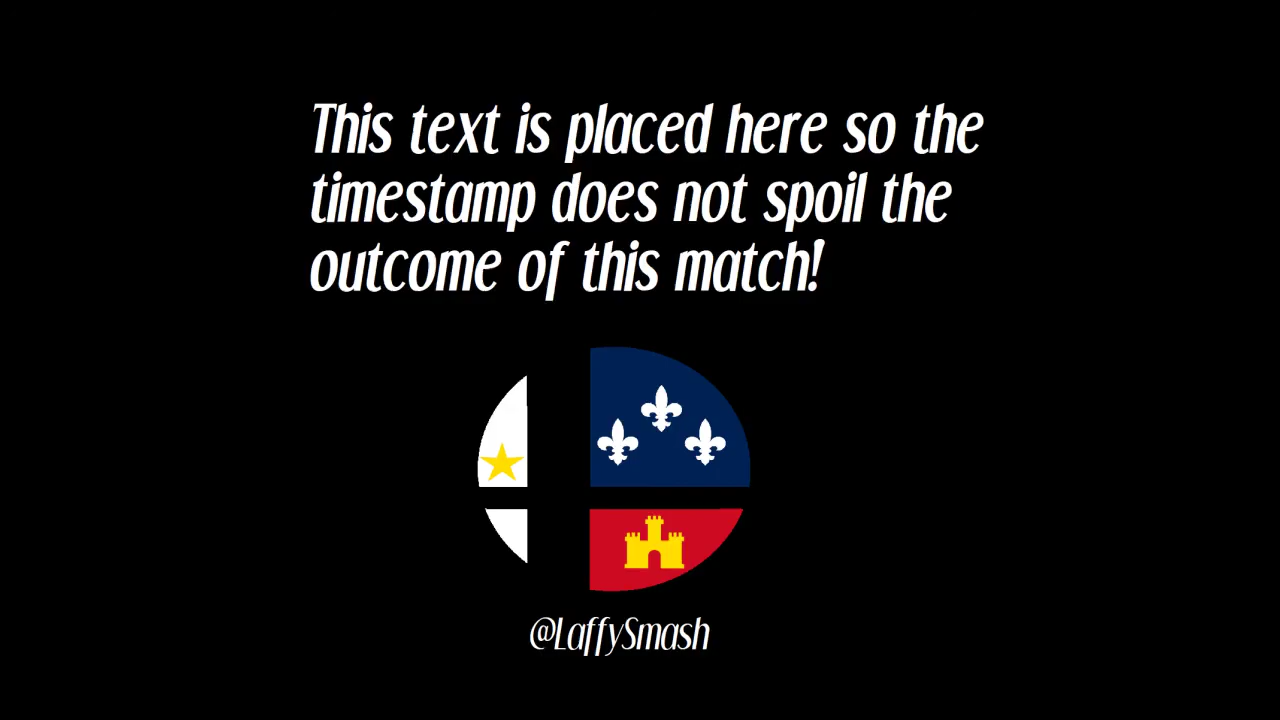 This text is placed here so the
timestamp does not spoil the
outcome of this match!
@LaffySmash